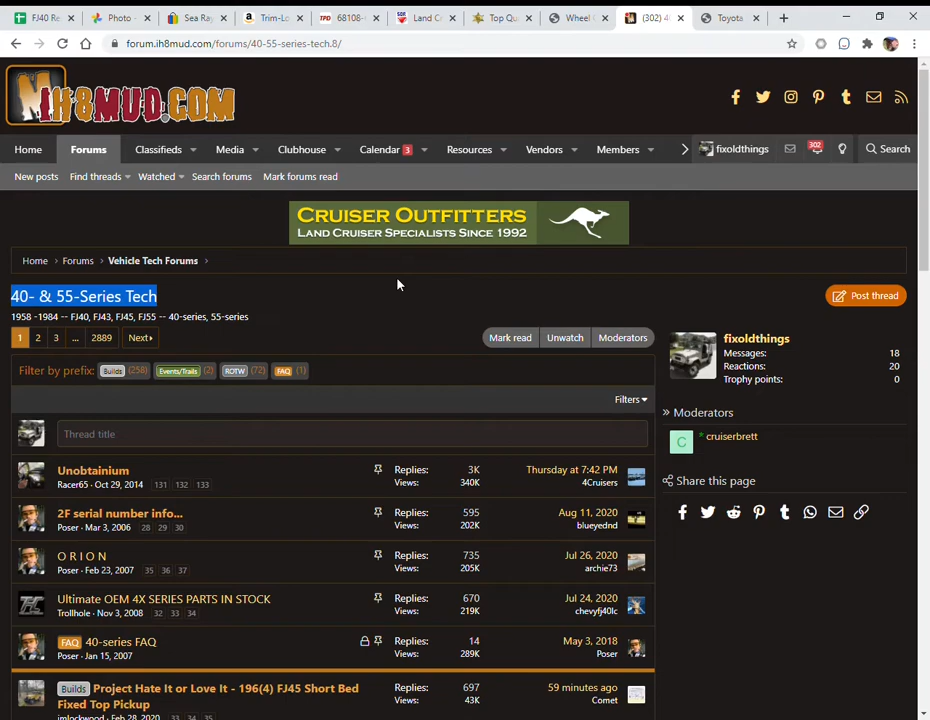 FJ40 Re
Photo -
Sea Ray
Trim-Lo
TPD 68108-
SOR Land C
Top Qu
Wheel C
(302) 4
Toyota
forum.ih8mud.com/forums/40-55-series-tech.8/
IH8MUD.COM
Home Forums Classifieds Media Clubhouse Calendar 3 Resources Vendors Members fixoldthings 302 Search
New posts Find threads Watched Search forums Mark forums read
CRUISER OUTFITTERS
LAND CRUISER SPECIALISTS SINCE 1992
Home Forums Vehicle Tech Forums
40- & 55-Series Tech
Post thread
1958 -1984 -- FJ40, FJ43, FJ45, FJ55 -- 40-series, 55-series
1 2 3 ... 2889 Next
Mark read Unwatch Moderators
fixoldthings
Messages: 18
Reactions: 20
Trophy points: 0
Filter by prefix: Builds (258) Events/Trails (2) ROTW (72) FAQ (1)
Filters
Moderators
Thread title
C cruiserbrett
Unobtainium
Racer65 · Oct 29, 2014 131 132 133
Replies: 3K
Views: 340K
Thursday at 7:42 PM
4Cruisers
Share this page
2F serial number info...
Poser · Mar 3, 2006 28 29 30
Replies: 595
Views: 202K
Aug 11, 2020
blueyednd
O R I O N
Poser · Feb 23, 2007 35 36 37
Replies: 735
Views: 205K
Jul 26, 2020
archie73
Ultimate OEM 4X SERIES PARTS IN STOCK
Trollhole · Nov 3, 2008 32 33 34
Replies: 670
Views: 219K
Jul 24, 2020
chevyfj40lc
FAQ 40-series FAQ
Poser · Jan 15, 2007
Replies: 14
Views: 289K
May 3, 2018
Poser
Builds Project Hate It or Love It - 196(4) FJ45 Short Bed
Fixed Top Pickup
jmlockwood · Feb 28, 2020 33 34 35
Replies: 697
Views: 43K
59 minutes ago
Comet